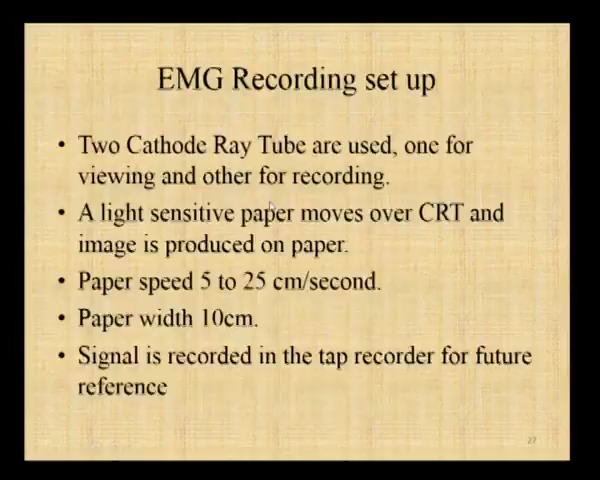 EMG Recording set up
• Two Cathode Ray Tube are used, one for
viewing and other for recording.
• A light sensitive paper moves over CRT and
image is produced on paper.
• Paper speed 5 to 25 cm/second.
• Paper width 10cm.
• Signal is recorded in the tap recorder for future
reference
27